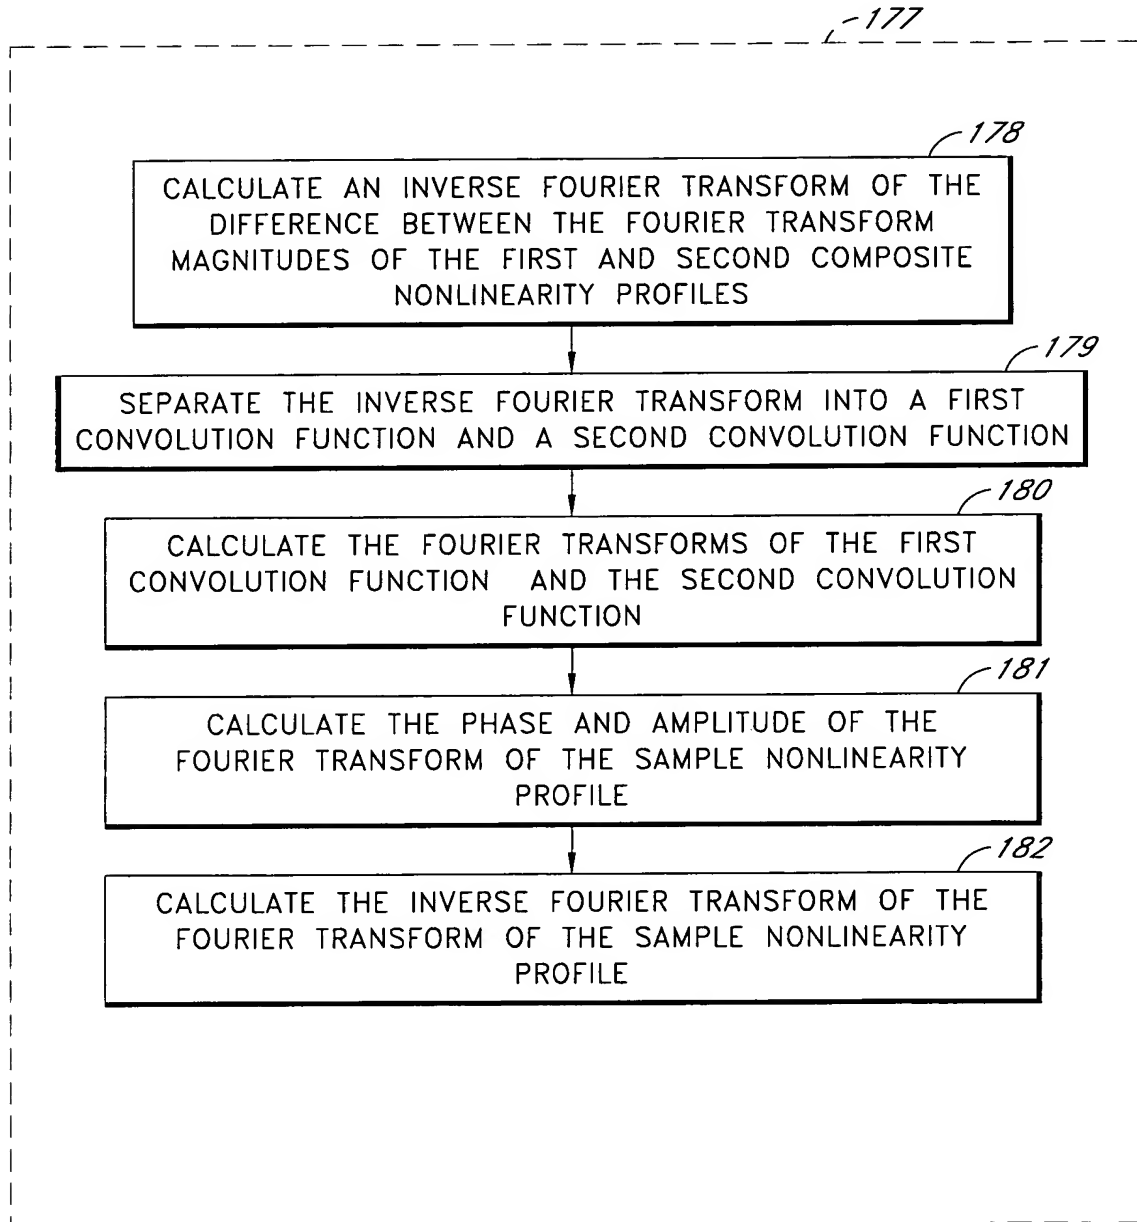 177
178
CALCULATE AN INVERSE FOURIER TRANSFORM OF THE
DIFFERENCE BETWEEN THE FOURIER TRANSFORM
MAGNITUDES OF THE FIRST AND SECOND COMPOSITE
NONLINEARITY PROFILES
179
SEPARATE THE INVERSE FOURIER TRANSFORM INTO A FIRST
CONVOLUTION FUNCTION AND A SECOND CONVOLUTION FUNCTION
180
CALCULATE THE FOURIER TRANSFORMS OF THE FIRST
CONVOLUTION FUNCTION AND THE SECOND CONVOLUTION
FUNCTION
181
CALCULATE THE PHASE AND AMPLITUDE OF THE
FOURIER TRANSFORM OF THE SAMPLE NONLINEARITY
PROFILE
182
CALCULATE THE INVERSE FOURIER TRANSFORM OF THE
FOURIER TRANSFORM OF THE SAMPLE NONLINEARITY
PROFILE